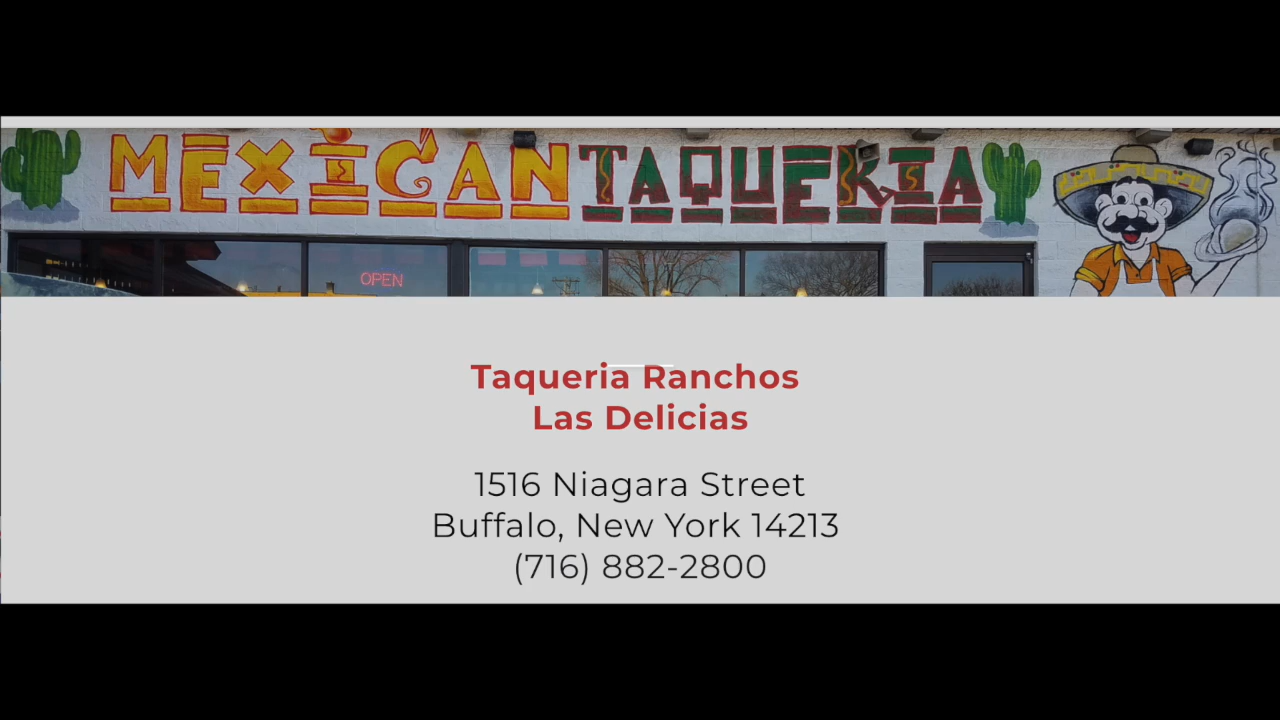 MEXICAN TAQUERIA
OPEN
Taqueria Ranchos
Las Delicias
1516 Niagara Street
Buffalo, New York 14213
(716) 882-2800